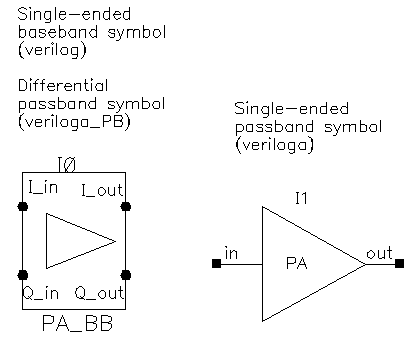 Single-ended
baseband symbol
(verilog)
Differential
passband symbol
(veriloga_PB)
Single-ended
passband symbol
(veriloga)
I0
I_in I_out
Q_in Q_out
PA_BB
I1
in
PA
out